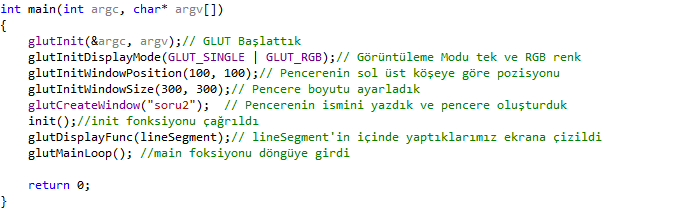 int main(int argc, char* argv[])
{
glutInit(&argc, argv);// GLUT Başlattık
glutInitDisplayMode(GLUT_SINGLE | GLUT_RGB);// Görüntüleme Modu tek ve RGB renk
glutInitWindowPosition(100, 100);// Pencerenin sol üst köşeye göre pozisyonu
glutInitWindowSize(300, 300);// Pencere boyutu ayarladık
glutCreateWindow("soru2");  // Pencerenin ismini yazdık ve pencere oluşturduk
init();//init fonksiyonu çağrıldı
glutDisplayFunc(lineSegment);// lineSegment'in içinde yaptıklarımız ekrana çizildi
glutMainLoop(); //main foksiyonu döngüye girdi
return 0;
}